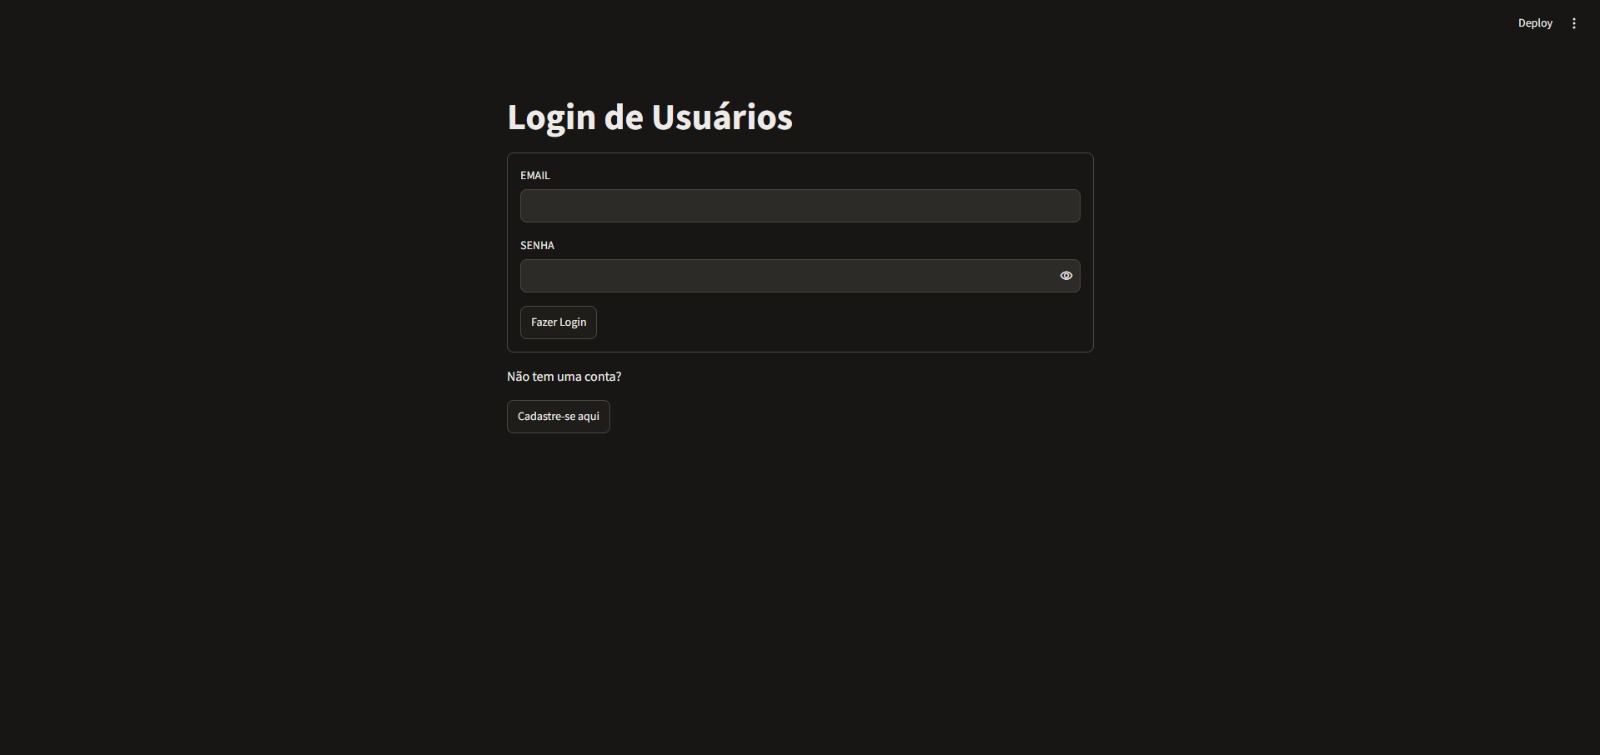 Deploy
Login de Usuários
EMAIL
SENHA
Fazer Login
Não tem uma conta?
Cadastre-se aqui